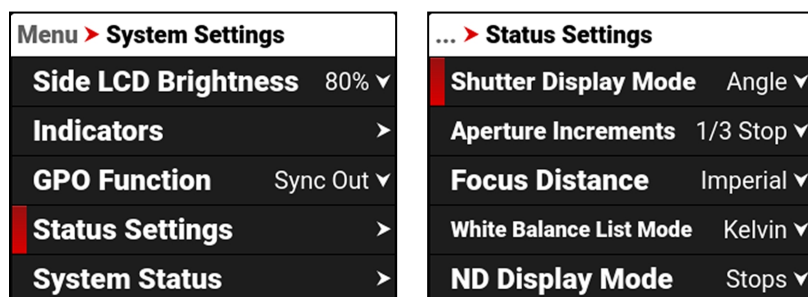 Menu > System Settings
Side LCD Brightness 80%
Indicators
GPO Function Sync Out
Status Settings
System Status
... > Status Settings
Shutter Display Mode Angle
Aperture Increments 1/3 Stop
Focus Distance Imperial
White Balance List Mode Kelvin
ND Display Mode Stops